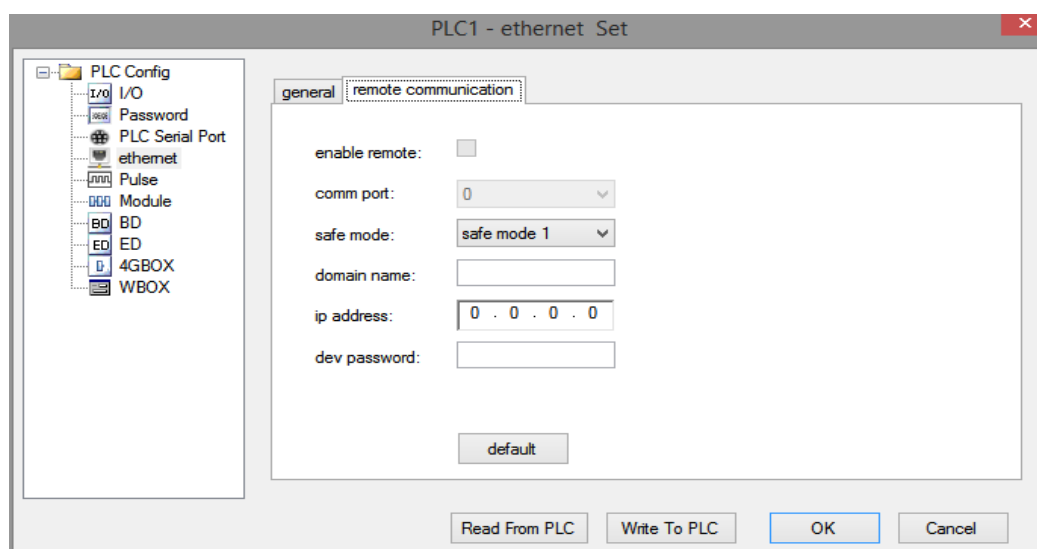 PLC1 - ethernet Set
PLC Config
I/O I/O
Password
PLC Serial Port
ethernet
Pulse
Module
BD BD
ED ED
4GBOX
WBOX
general remote communication
enable remote:
comm port: 0
safe mode: safe mode 1
domain name:
ip address: 0 . 0 . 0 . 0
dev password:
default
Read From PLC Write To PLC OK Cancel